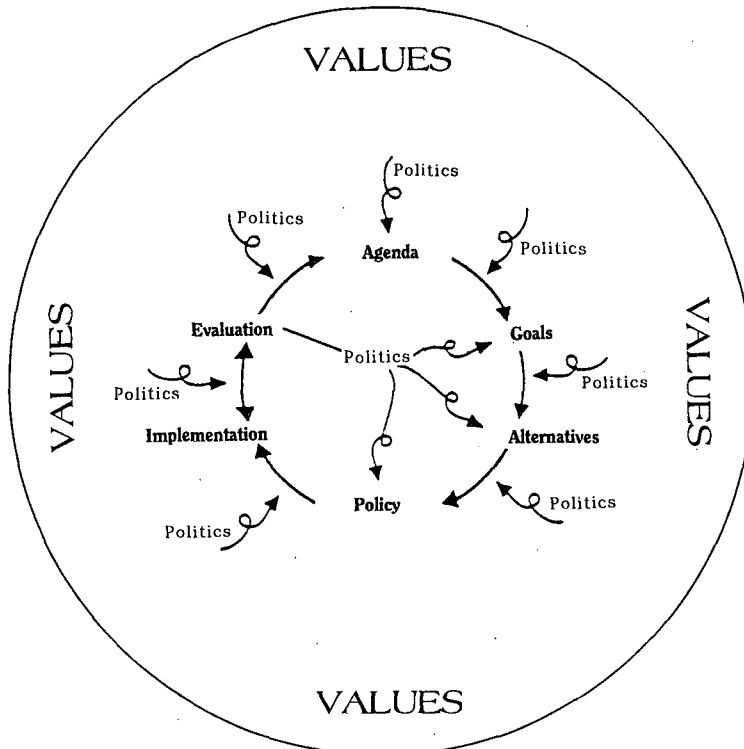 VALUES
Politics
Politics
Politics
Agenda
Evaluation
Goals
VALUES
VALUES
Politics
Politics
Politics
Implementation
Alternatives
Policy
Politics
Politics
VALUES